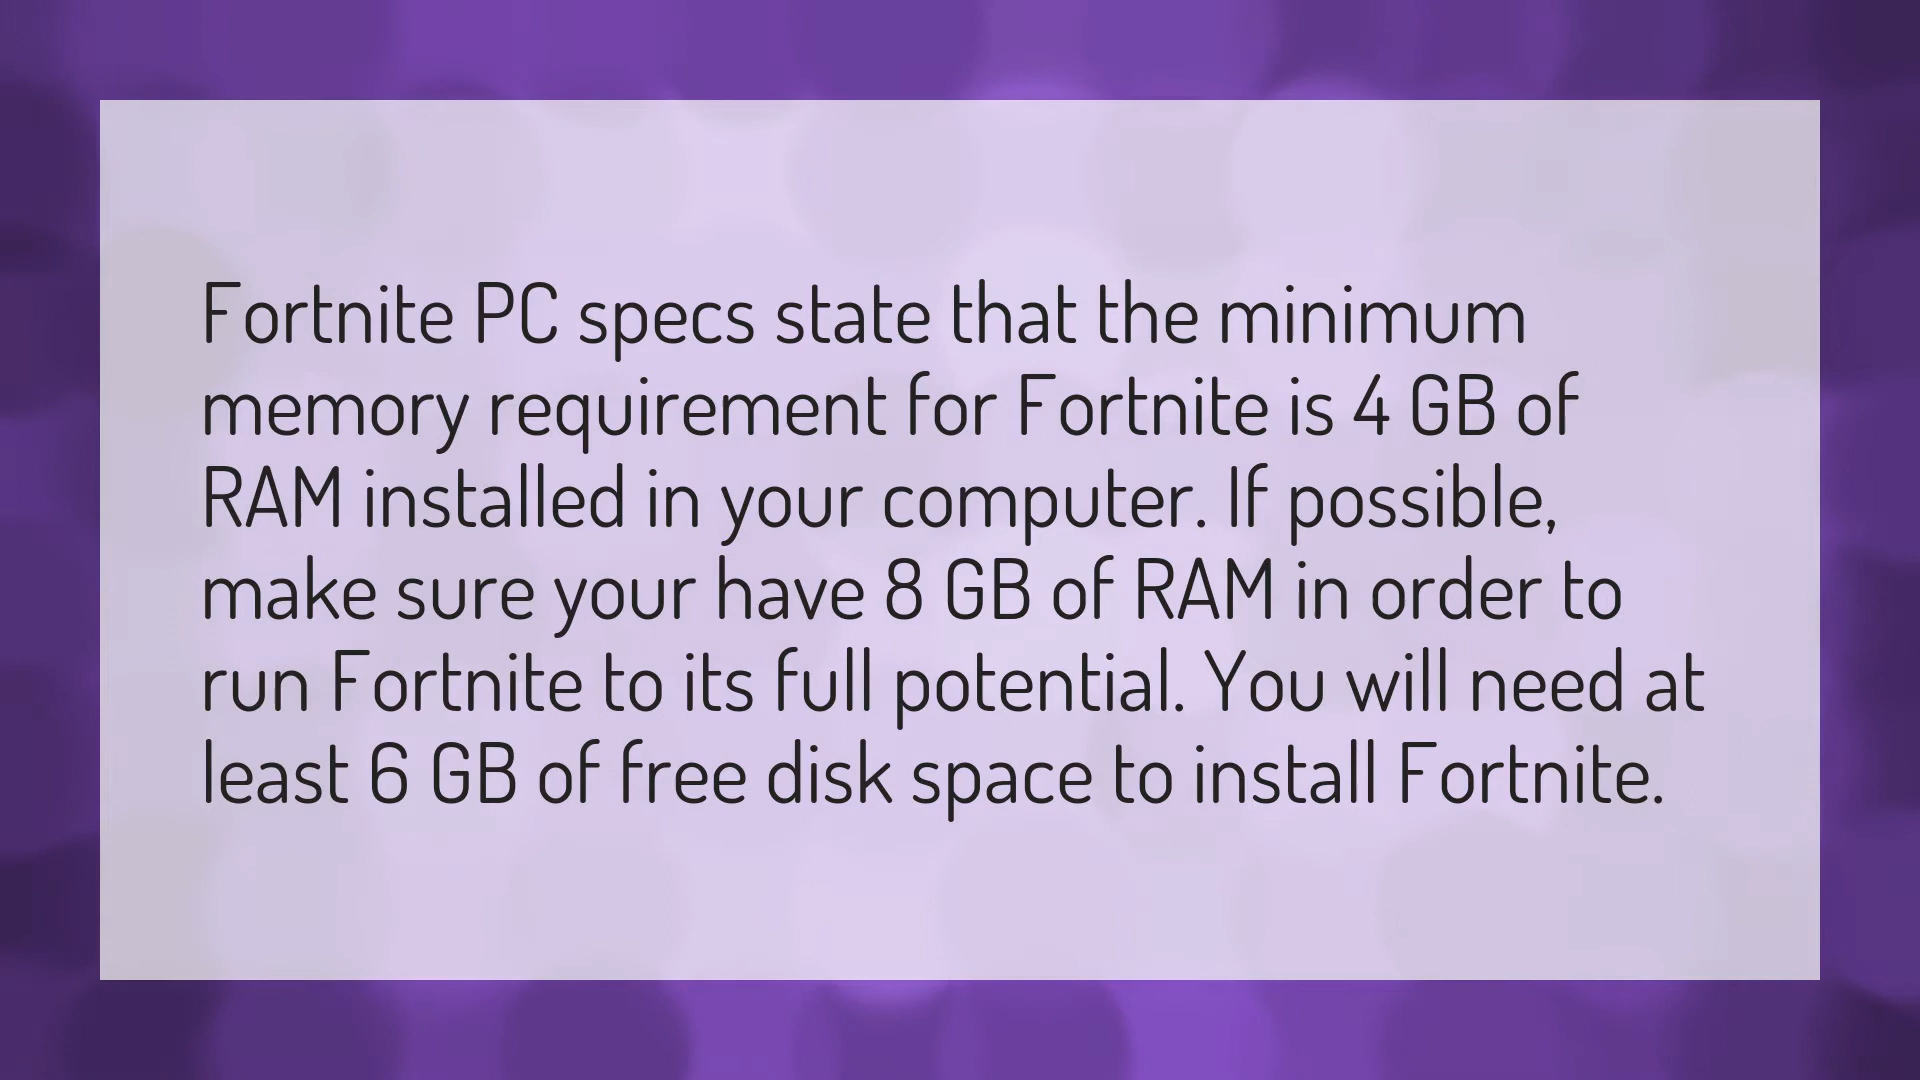 Fortnite PC specs state that the minimum
memory requirement for Fortnite is 4 GB of
RAM installed in your computer. If possible,
make sure your have 8 GB of RAM in order to
run Fortnite to its full potential. You will need at
least 6 GB of free disk space to install Fortnite.